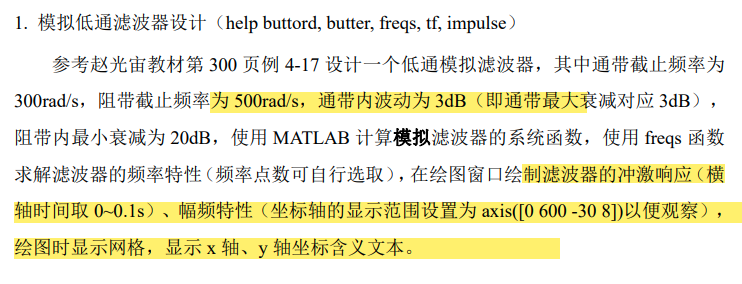 1. 模拟低通滤波器设计（help buttord, butter, freqs, tf, impulse）
参考赵光宙教材第 300 页例 4-17 设计一个低通模拟滤波器，其中通带截止频率为
300rad/s，阻带截止频率为 500rad/s，通带内波动为 3dB（即通带最大衰减对应 3dB），
阻带内最小衰减为 20dB，使用 MATLAB 计算模拟滤波器的系统函数，使用 freqs 函数
求解滤波器的频率特性（频率点数可自行选取），在绘图窗口绘制滤波器的冲激响应（横
轴时间取 0~0.1s）、幅频特性（坐标轴的显示范围设置为 axis([0 600 -30 8])以便观察），
绘图时显示网格，显示 x 轴、y 轴坐标含义文本。